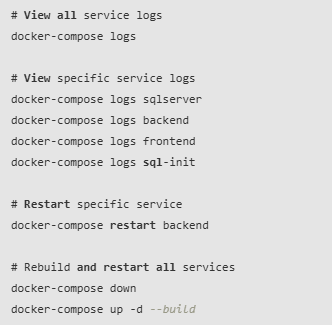 # View all service logs
docker-compose logs
# View specific service logs
docker-compose logs sqlserver
docker-compose logs backend
docker-compose logs frontend
docker-compose logs sql-init
# Restart specific service
docker-compose restart backend
# Rebuild and restart all services
docker-compose down
docker-compose up -d --build